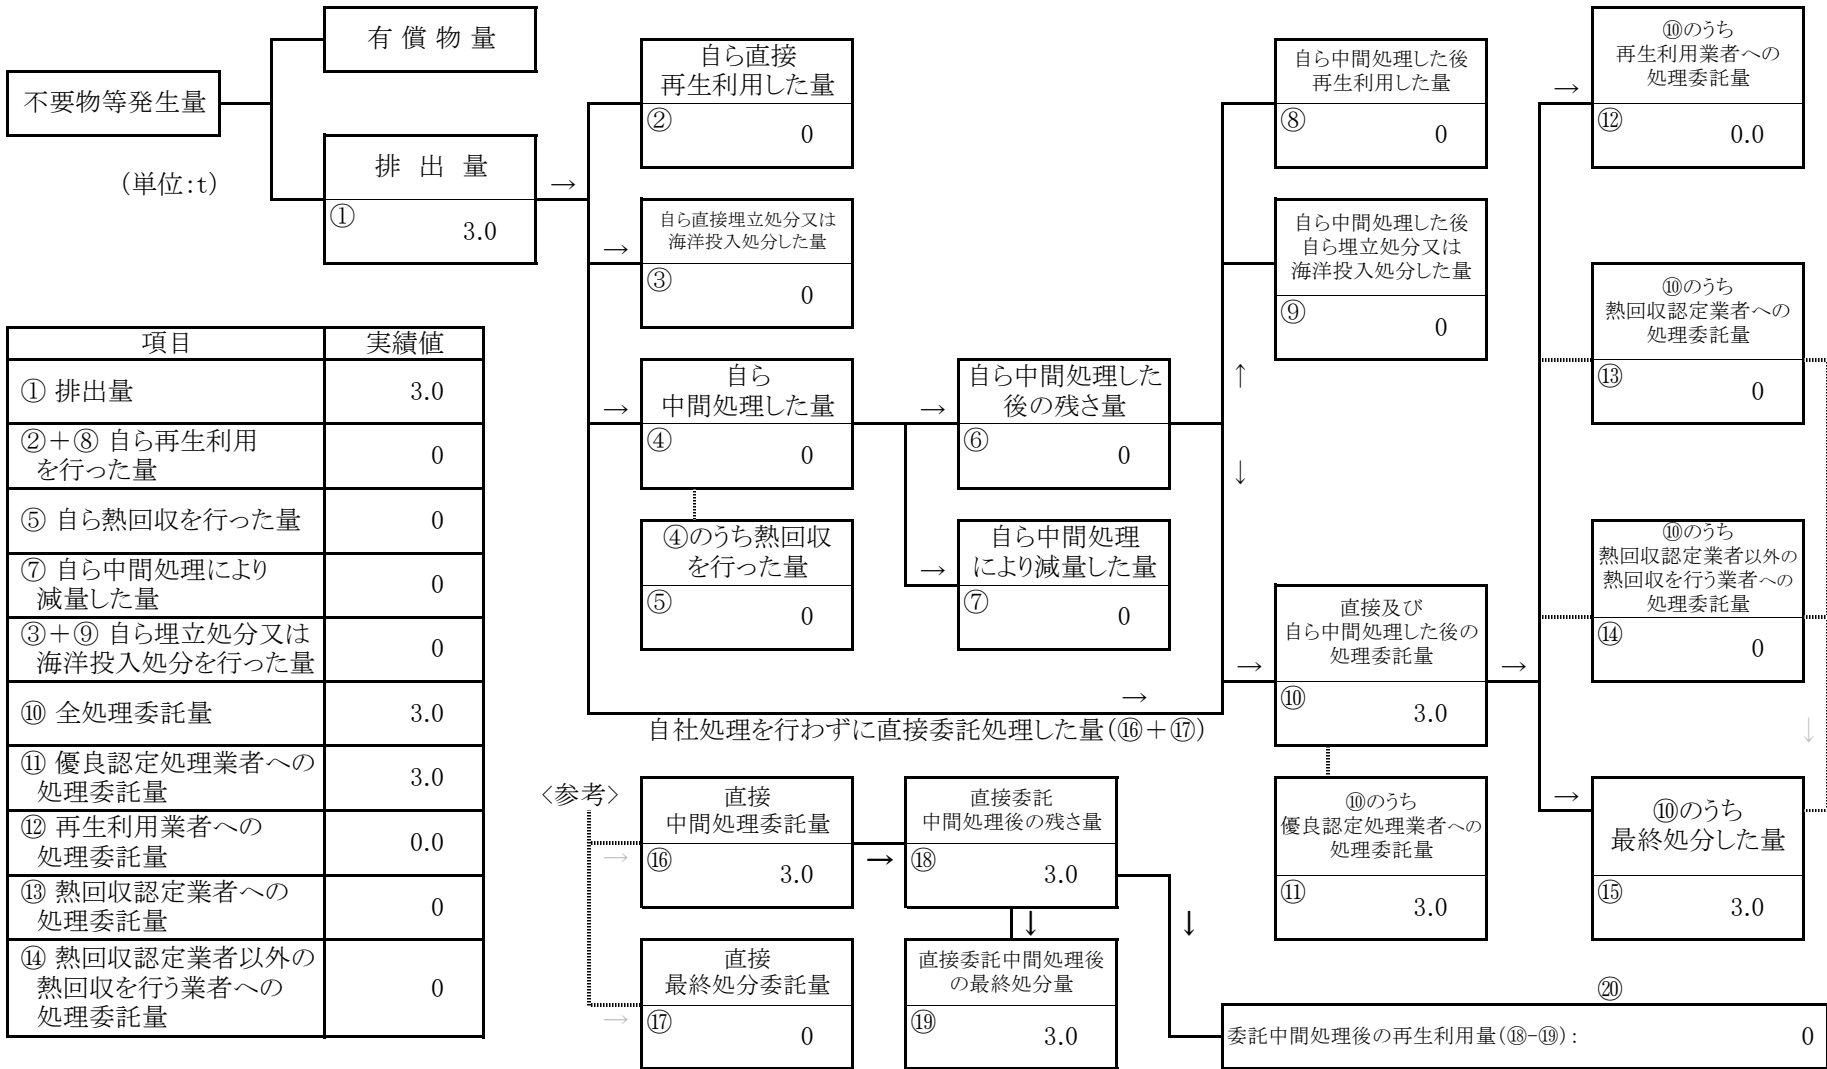 有 償 物 量
不要物等発生量
(単位:t)
排 出 量
①
3.0
→
自ら直接
再生利用した量
②
0
→
自ら直接埋立処分又は
海洋投入処分した量
③
0
→
自ら
中間処理した量
④
0
④のうち熱回収
を行った量
⑤
0
→
自ら中間処理した
後の残さ量
⑥
0
→
自ら中間処理
により減量した量
⑦
0
↑
↓
自ら中間処理した後
再生利用した量
⑧
0
自ら中間処理した後
自ら埋立処分又は
海洋投入処分した量
⑨
0
→
自社処理を行わずに直接委託処理した量(⑯+⑰)
→
直接及び
自ら中間処理した後の
処理委託量
⑩
3.0
→
⑩のうち
優良認定処理業者への
処理委託量
⑪
3.0
→
⑩のうち
再生利用業者への
処理委託量
⑫
0.0
⑩のうち
熱回収認定業者への
処理委託量
⑬
0
⑩のうち
熱回収認定業者以外の
熱回収を行う業者への
処理委託量
⑭
0
↓
→
⑩のうち
最終処分した量
⑮
3.0
項目 実績値
① 排出量 3.0
②+⑧ 自ら再生利用
を行った量 0
⑤ 自ら熱回収を行った量 0
⑦ 自ら中間処理により
減量した量 0
③+⑨ 自ら埋立処分又は
海洋投入処分を行った量 0
⑩ 全処理委託量 3.0
⑪ 優良認定処理業者への
処理委託量 3.0
⑫ 再生利用業者への
処理委託量 0.0
⑬ 熱回収認定業者への
処理委託量 0
⑭ 熱回収認定業者以外の
熱回収を行う業者への
処理委託量 0
<参考>
→
直接
中間処理委託量
⑯
3.0
→
直接委託
中間処理後の残さ量
⑱
3.0
↓
↓
→
直接
最終処分委託量
⑰
0
直接委託中間処理後
の最終処分量
⑲
3.0
⑳
委託中間処理後の再生利用量(⑱-⑲): 0